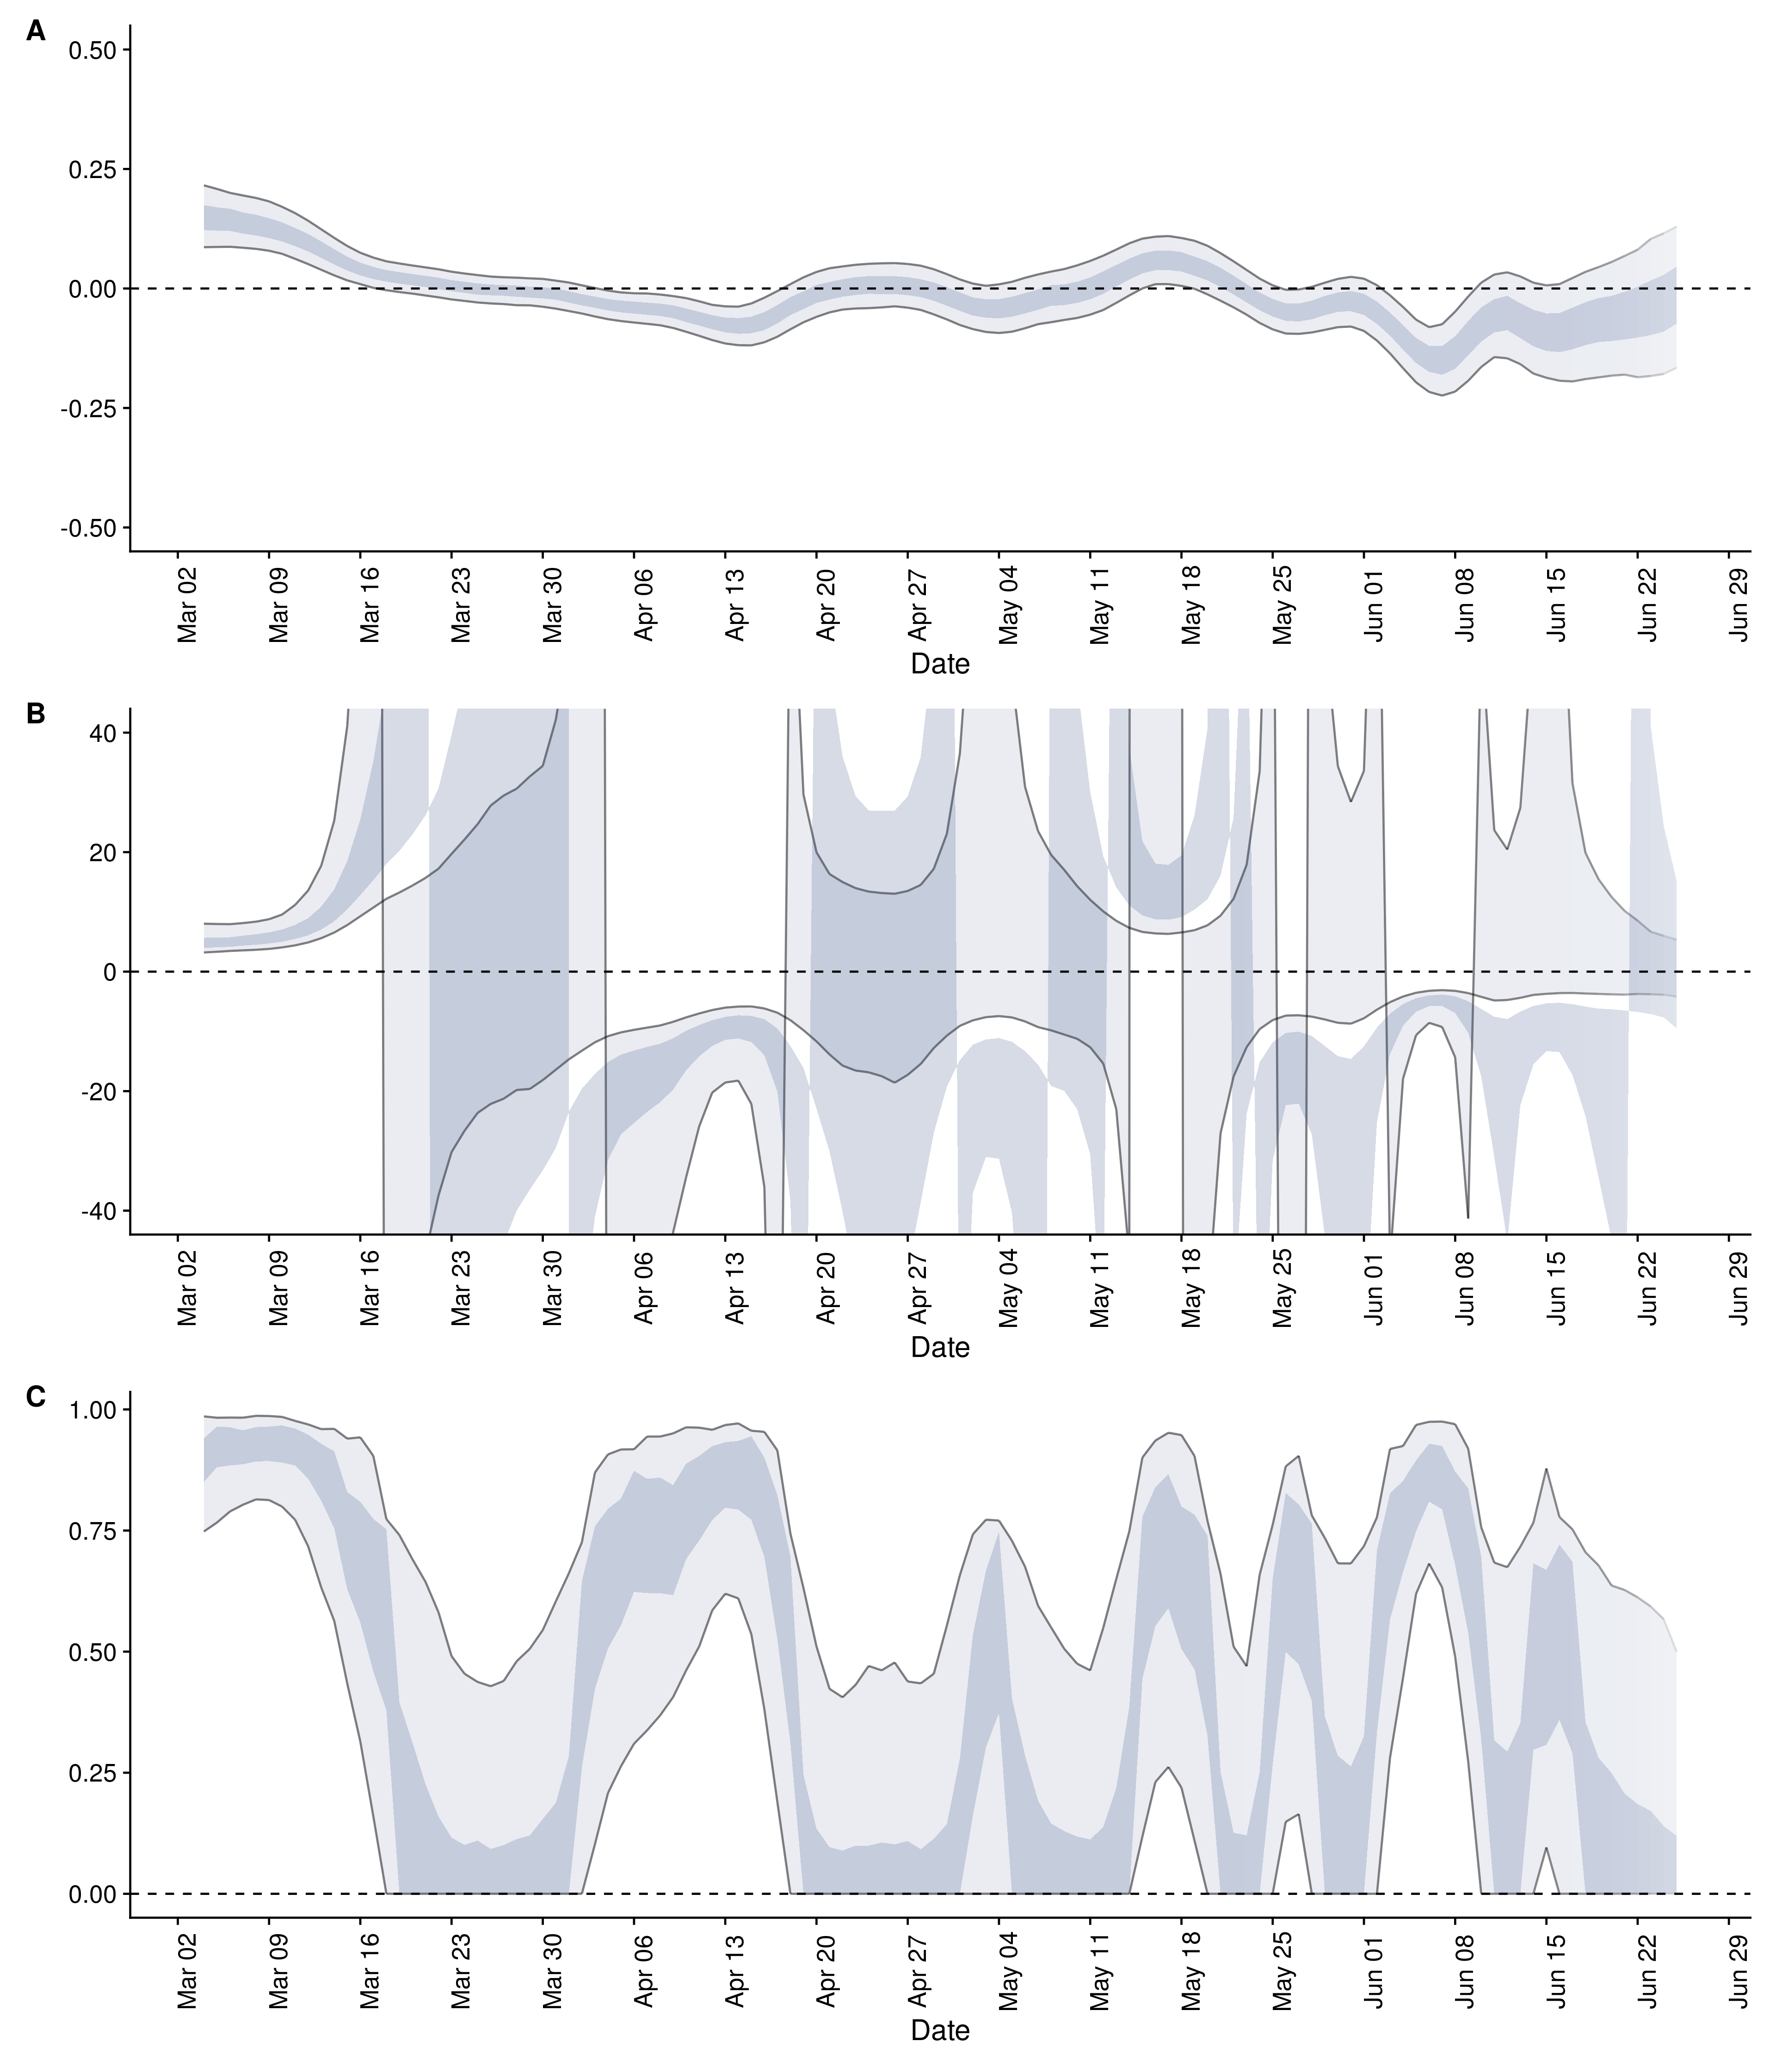 A
0.50
0.25
0.00
-0.25
-0.50
Mar 02
Mar 09
Mar 16
Mar 23
Mar 30
Apr 06
Apr 13
Apr 20
Apr 27
May 04
May 11
May 18
May 25
Jun 01
Jun 08
Jun 15
Jun 22
Jun 29
Date
B
40
20
0
-20
-40
Mar 02
Mar 09
Mar 16
Mar 23
Mar 30
Apr 06
Apr 13
Apr 20
Apr 27
May 04
May 11
May 18
May 25
Jun 01
Jun 08
Jun 15
Jun 22
Jun 29
Date
C
1.00
0.75
0.50
0.25
0.00
Mar 02
Mar 09
Mar 16
Mar 23
Mar 30
Apr 06
Apr 13
Apr 20
Apr 27
May 04
May 11
May 18
May 25
Jun 01
Jun 08
Jun 15
Jun 22
Jun 29
Date